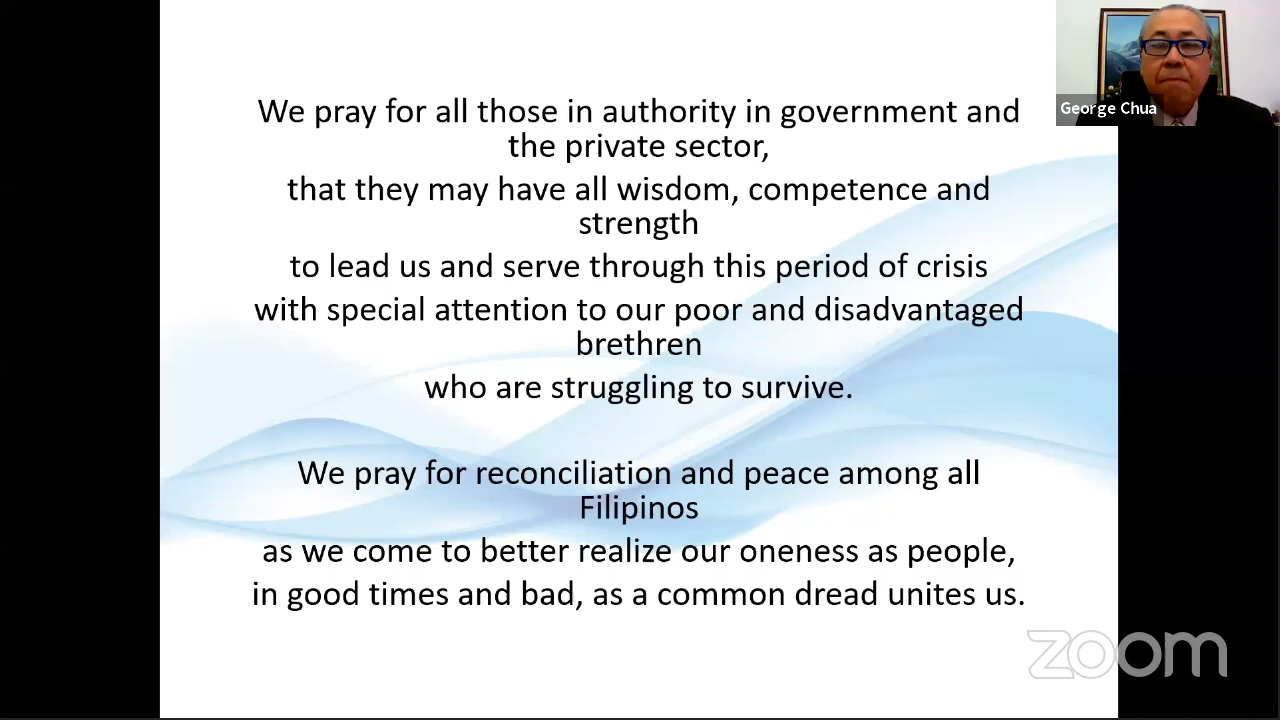 We pray for all those in authority in government and
the private sector,
that they may have all wisdom, competence and
strength
to lead us and serve through this period of crisis
with special attention to our poor and disadvantaged
brethren
who are struggling to survive.
We pray for reconciliation and peace among all
Filipinos
as we come to better realize our oneness as people,
in good times and bad, as a common dread unites us.
George Chua
zoom